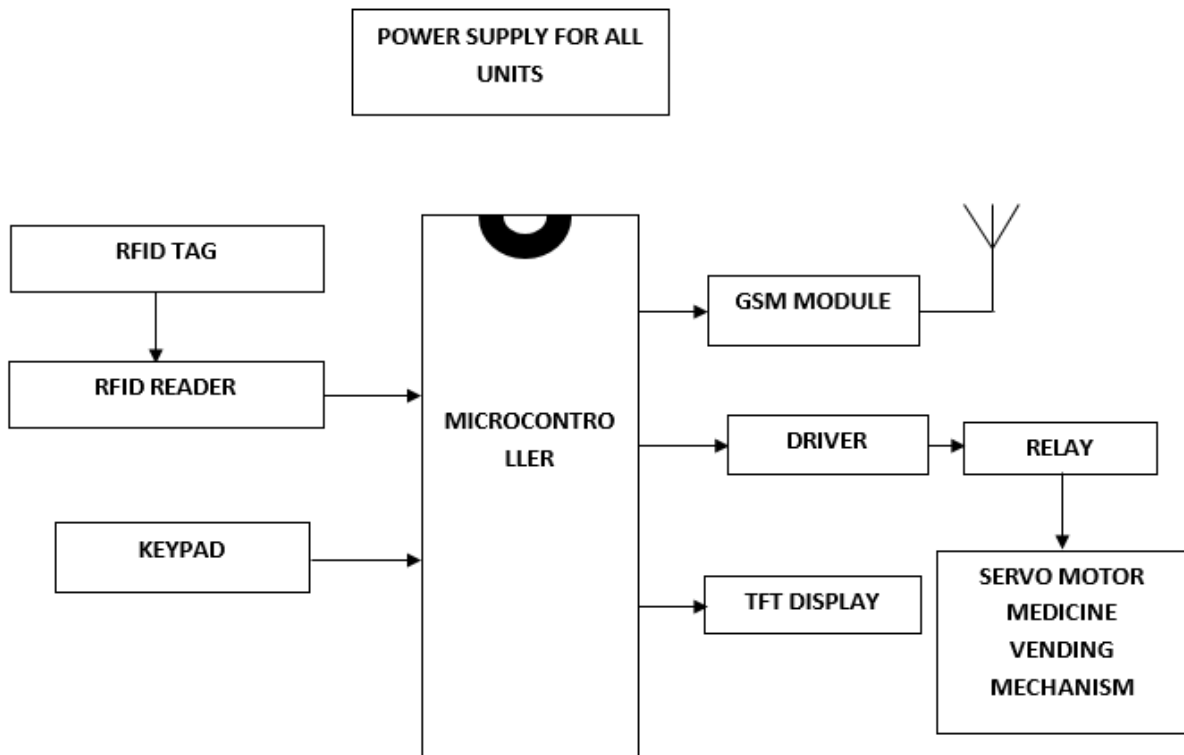 POWER SUPPLY FOR ALL
UNITS
RFID TAG
RFID READER
KEYPAD
MICROCONTRO
LLER
GSM MODULE
DRIVER
RELAY
TFT DISPLAY
SERVO MOTOR
MEDICINE
VENDING
MECHANISM